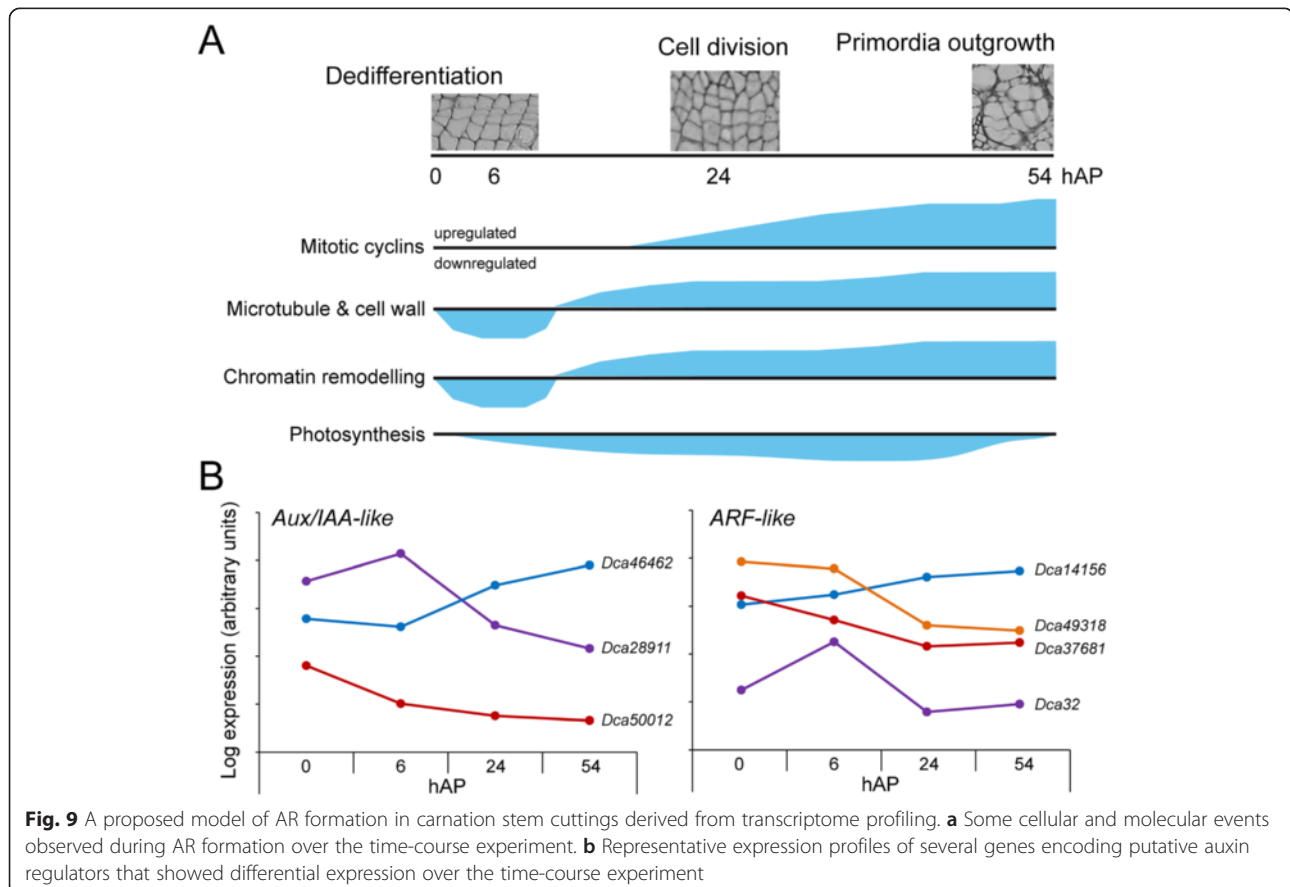 A
Dedifferentiation
Cell division
Primordia outgrowth
0 6 24 54 hAP
Mitotic cyclins
upregulated
downregulated
Microtubule & cell wall
Chromatin remodelling
Photosynthesis
B
Log expression (arbitrary units)
Aux/IAA-like
Dca46462
Dca28911
Dca50012
0 6 24 54
hAP
ARF-like
Dca14156
Dca49318
Dca37681
Dca32
0 6 24 54
hAP
Fig. 9 A proposed model of AR formation in carnation stem cuttings derived from transcriptome profiling. a Some cellular and molecular events
observed during AR formation over the time-course experiment. b Representative expression profiles of several genes encoding putative auxin
regulators that showed differential expression over the time-course experiment